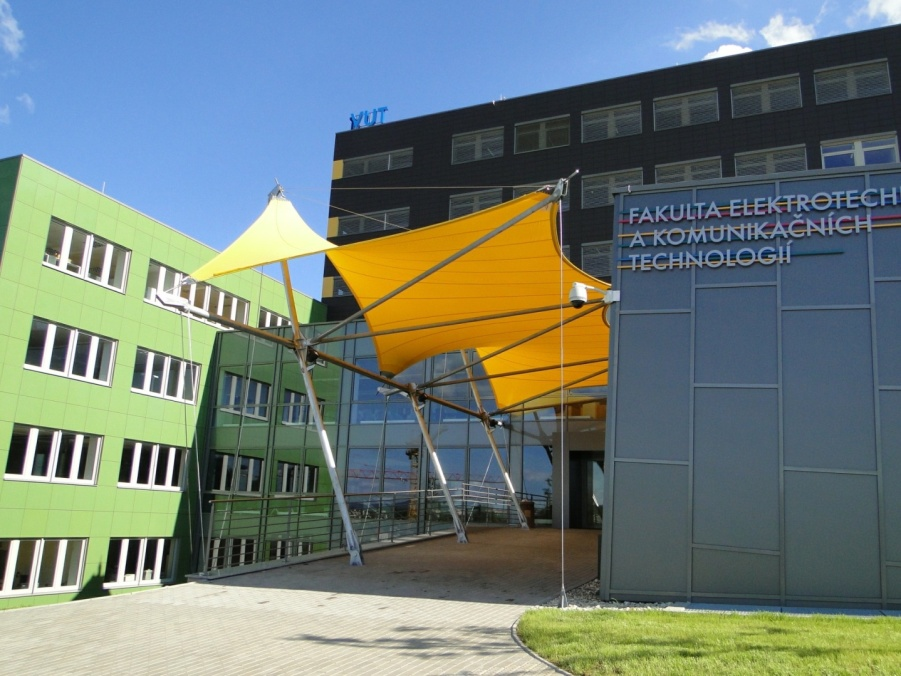 VUT
FAKULTA ELEKTROTECH
A KOMUNIKAČNÍCH
TECHNOLOGIÍ